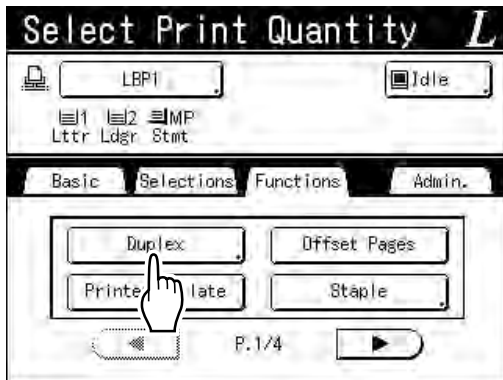 Select Print Quantity L
LBP1 Idle
1 2 MP
Lttr Ldgr Stmt
Basic Selections Functions Admin.
Duplex Offset Pages
Printe late Staple
P.1/4